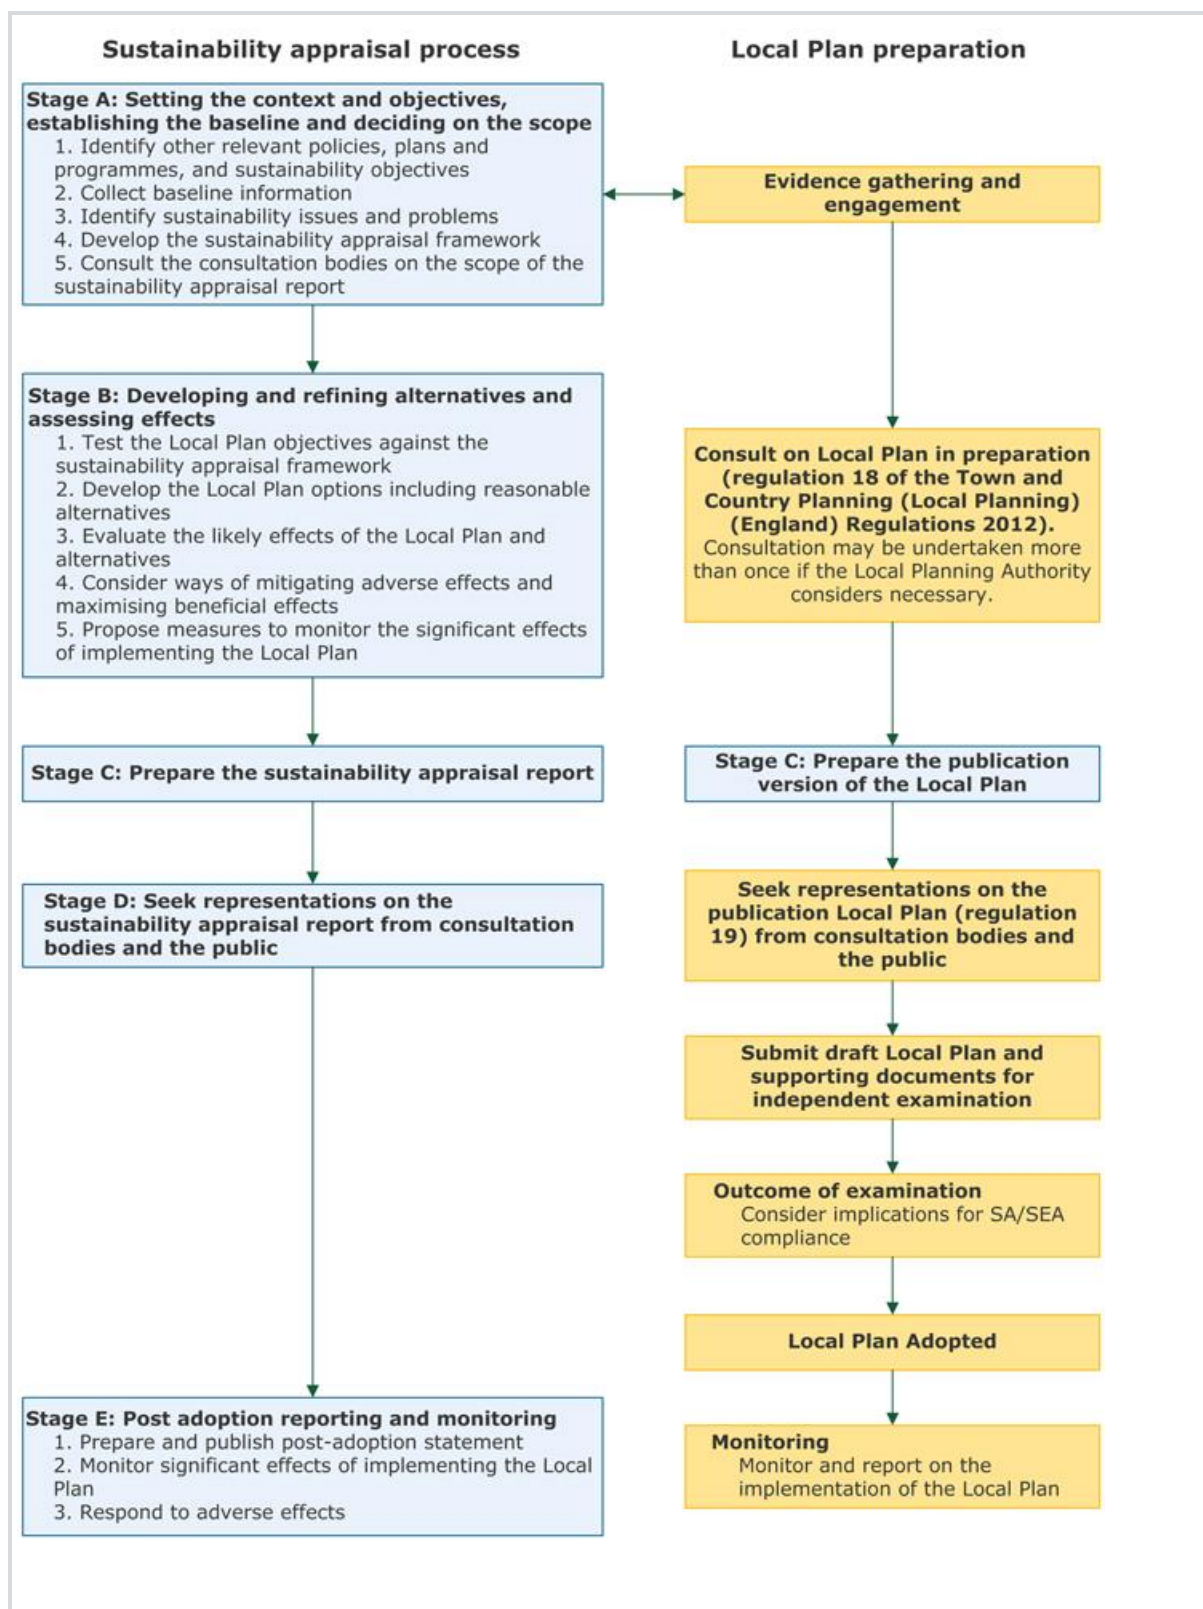 Sustainability appraisal process
Local Plan preparation
Stage A: Setting the context and objectives,
establishing the baseline and deciding on the scope
1. Identify other relevant policies, plans and
programmes, and sustainability objectives
2. Collect baseline information
3. Identify sustainability issues and problems
4. Develop the sustainability appraisal framework
5. Consult the consultation bodies on the scope of the
sustainability appraisal report
Evidence gathering and
engagement
Stage B: Developing and refining alternatives and
assessing effects
1. Test the Local Plan objectives against the
sustainability appraisal framework
2. Develop the Local Plan options including reasonable
alternatives
3. Evaluate the likely effects of the Local Plan and
alternatives
4. Consider ways of mitigating adverse effects and
maximising beneficial effects
5. Propose measures to monitor the significant effects
of implementing the Local Plan
Consult on Local Plan in preparation
(regulation 18 of the Town and
Country Planning (Local Planning)
(England) Regulations 2012).
Consultation may be undertaken more
than once if the Local Planning Authority
considers necessary.
Stage C: Prepare the sustainability appraisal report
Stage C: Prepare the publication
version of the Local Plan
Stage D: Seek representations on the
sustainability appraisal report from consultation
bodies and the public
Seek representations on the
publication Local Plan (regulation
19) from consultation bodies and
the public
Submit draft Local Plan and
supporting documents for
independent examination
Outcome of examination
Consider implications for SA/SEA
compliance
Local Plan Adopted
Stage E: Post adoption reporting and monitoring
1. Prepare and publish post-adoption statement
2. Monitor significant effects of implementing the Local
Plan
3. Respond to adverse effects
Monitoring
Monitor and report on the
implementation of the Local Plan